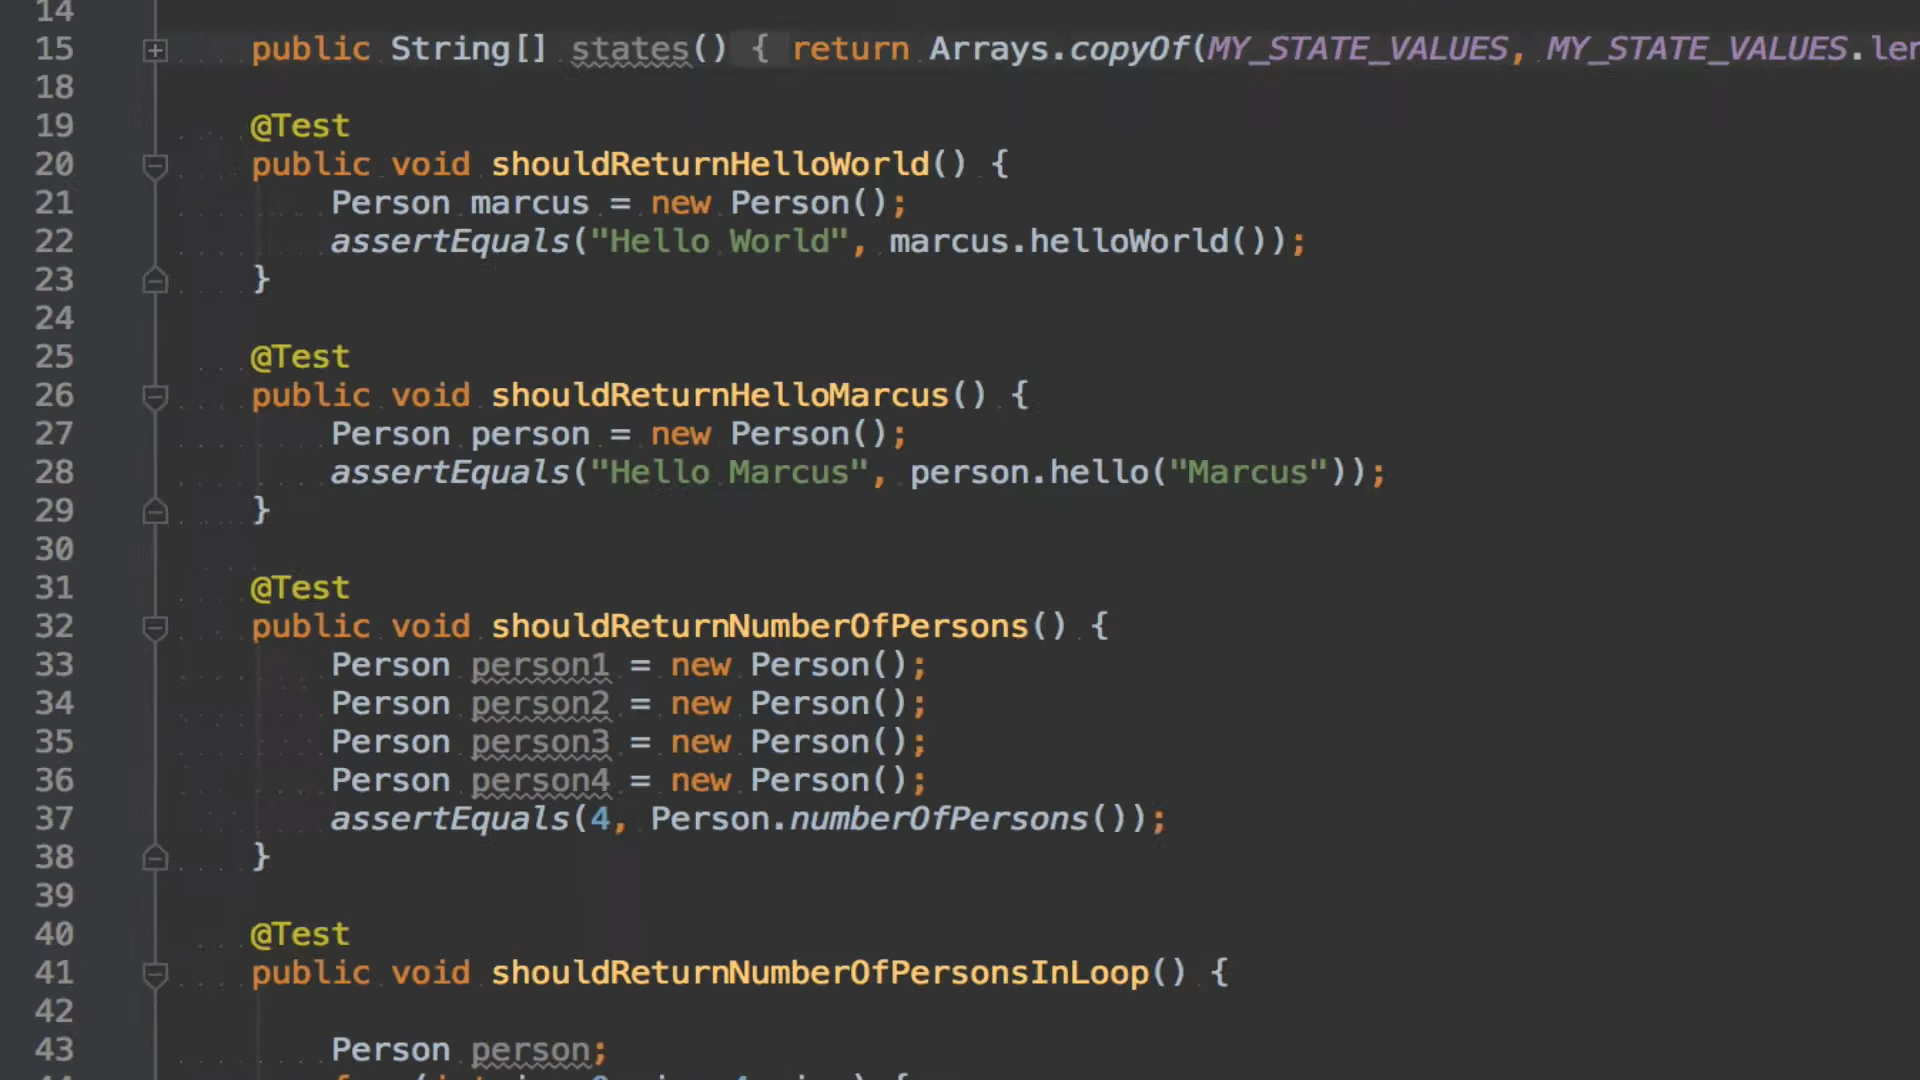 14
15 public String[] states() { return Arrays.copyOf(MY_STATE_VALUES, MY_STATE_VALUES.len
18
19 @Test
20 public void shouldReturnHelloWorld() {
21 Person marcus = new Person();
22 assertEquals("Hello World", marcus.helloWorld());
23 }
24
25 @Test
26 public void shouldReturnHelloMarcus() {
27 Person person = new Person();
28 assertEquals("Hello Marcus", person.hello("Marcus"));
29 }
30
31 @Test
32 public void shouldReturnNumberOfPersons() {
33 Person person1 = new Person();
34 Person person2 = new Person();
35 Person person3 = new Person();
36 Person person4 = new Person();
37 assertEquals(4, Person.numberOfPersons());
38 }
39
40 @Test
41 public void shouldReturnNumberOfPersonsInLoop() {
42
43 Person person;